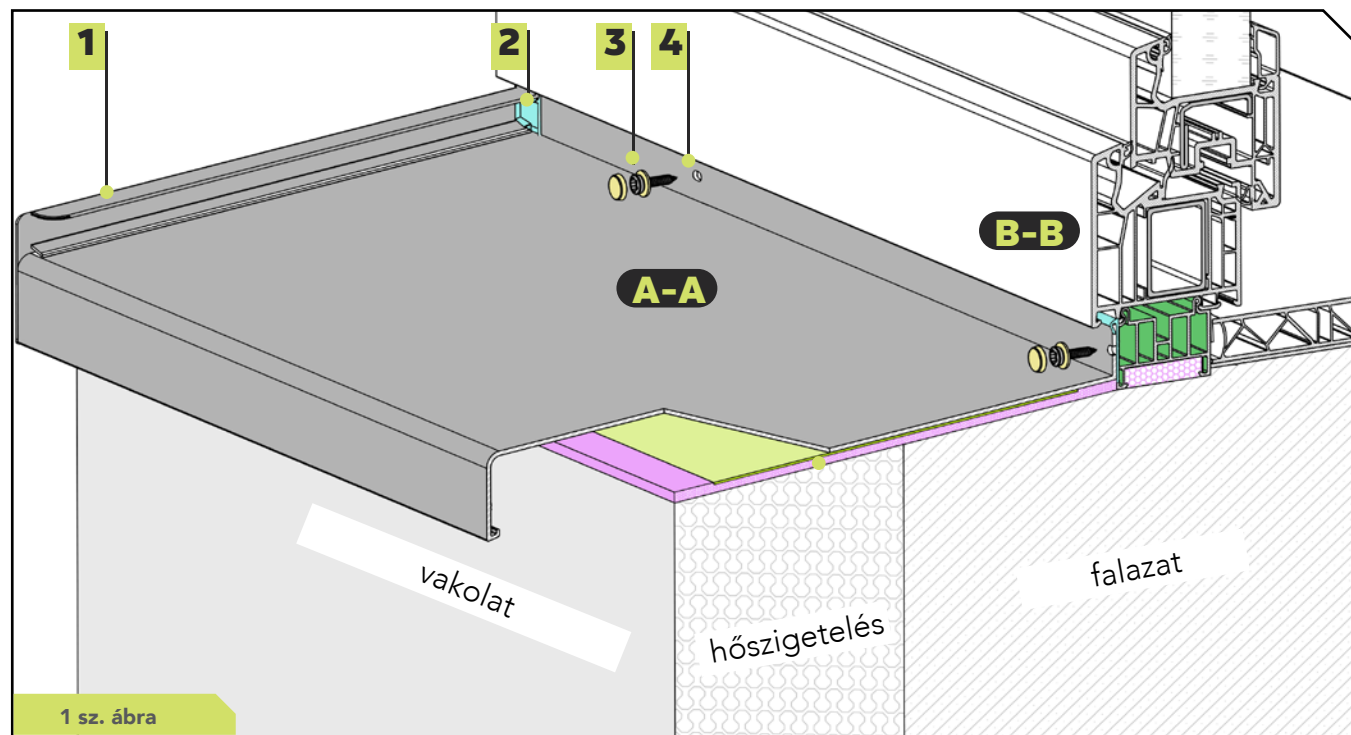 1
2
3
4
B-B
A-A
vakolat
hőszigetelés
falazat
1 sz. ábra